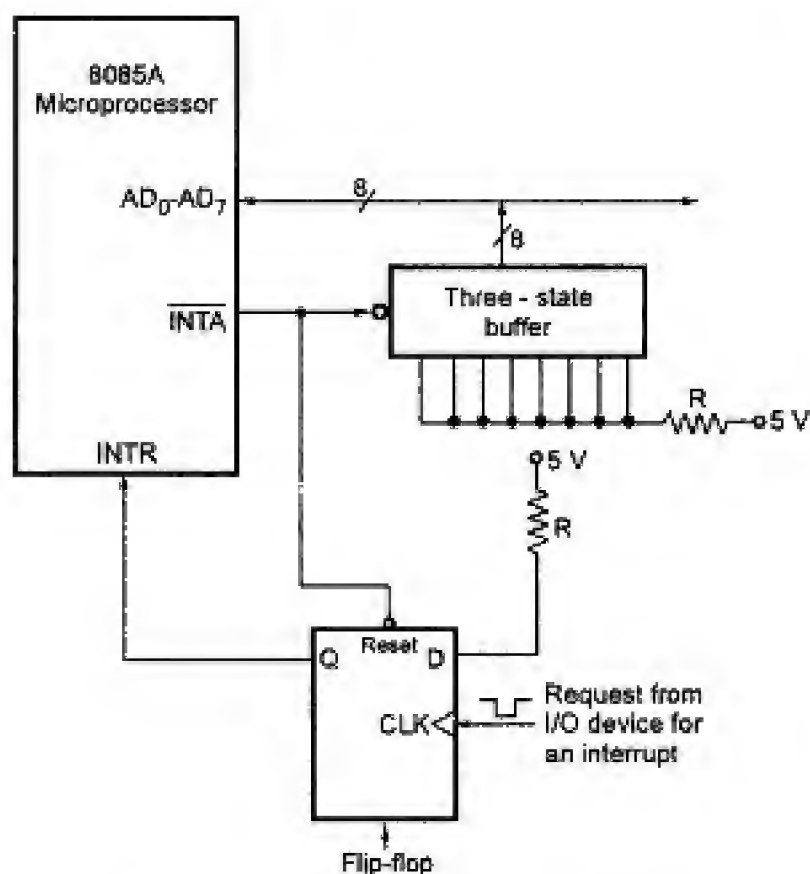 8085A
Microprocessor
AD0-AD7
8
8
INTA
Three - state
buffer
R
5 V
INTR
5 V
R
Reset
Q
D
CLK
Request from
I/O device for
an interrupt
Flip-flop